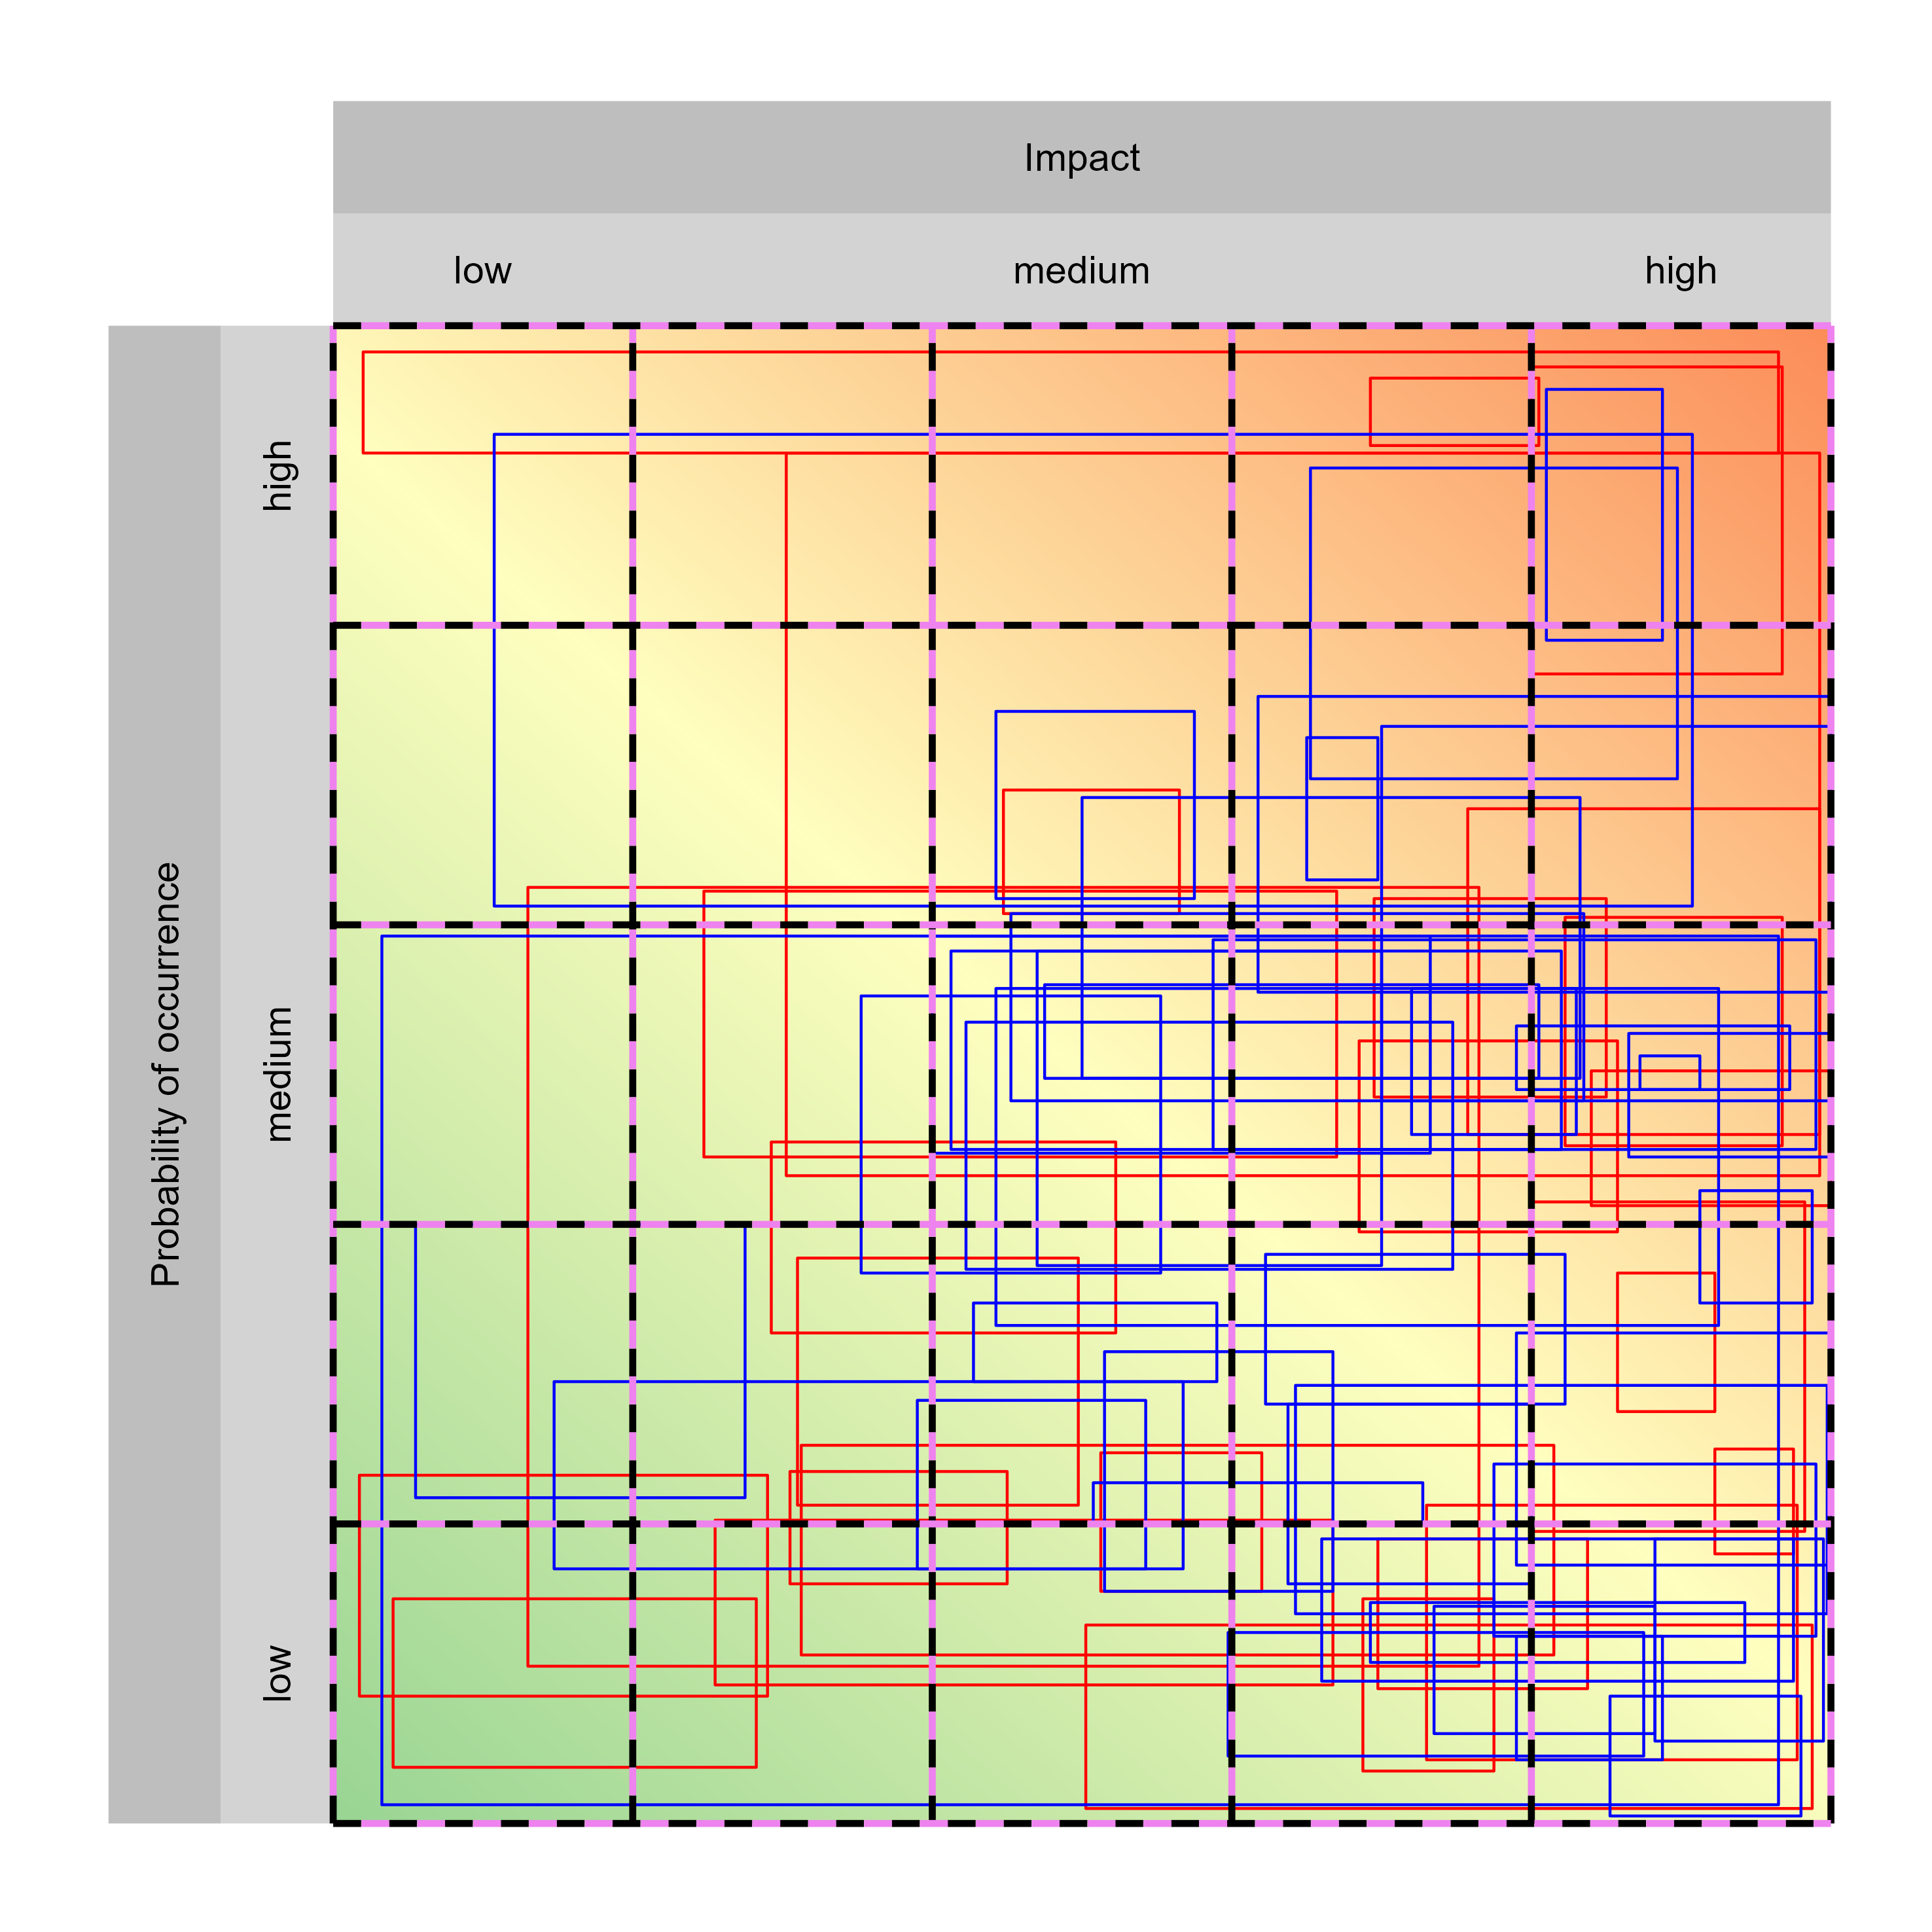 Impact
low
medium
high
Probability of occurrence
high
medium
low